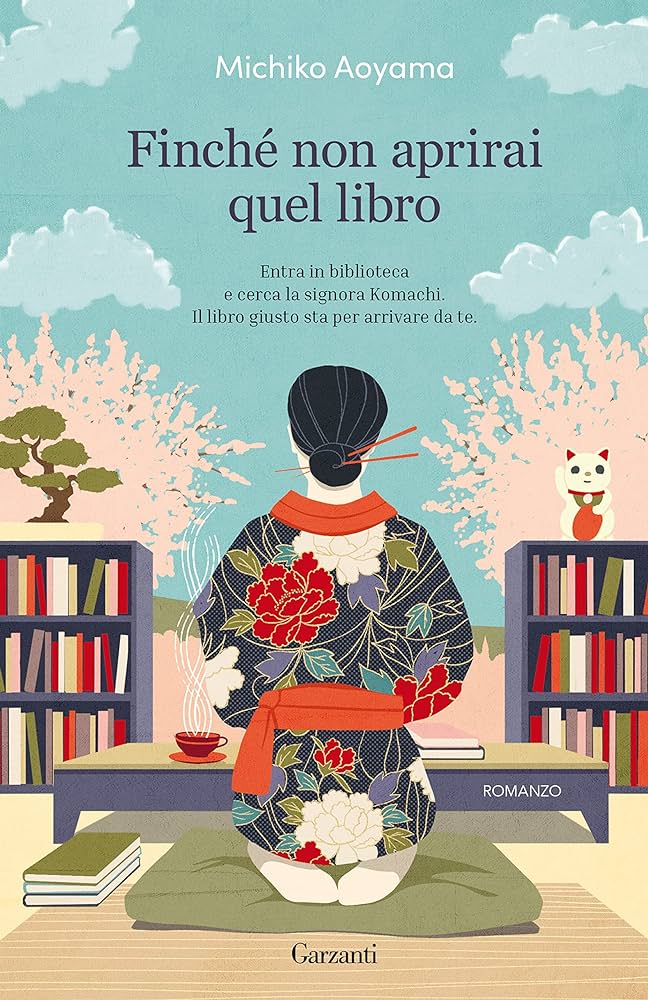 Michiko Aoyama
Finché non aprirai
quel libro
Entra in biblioteca
e cerca la signora Komachi.
Il libro giusto sta per arrivare da te.
ROMANZO
Garzanti